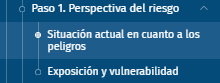 Paso 1. Perspectiva del riesgo
Situación actual en cuanto a los
peligros
Exposición y vulnerabilidad